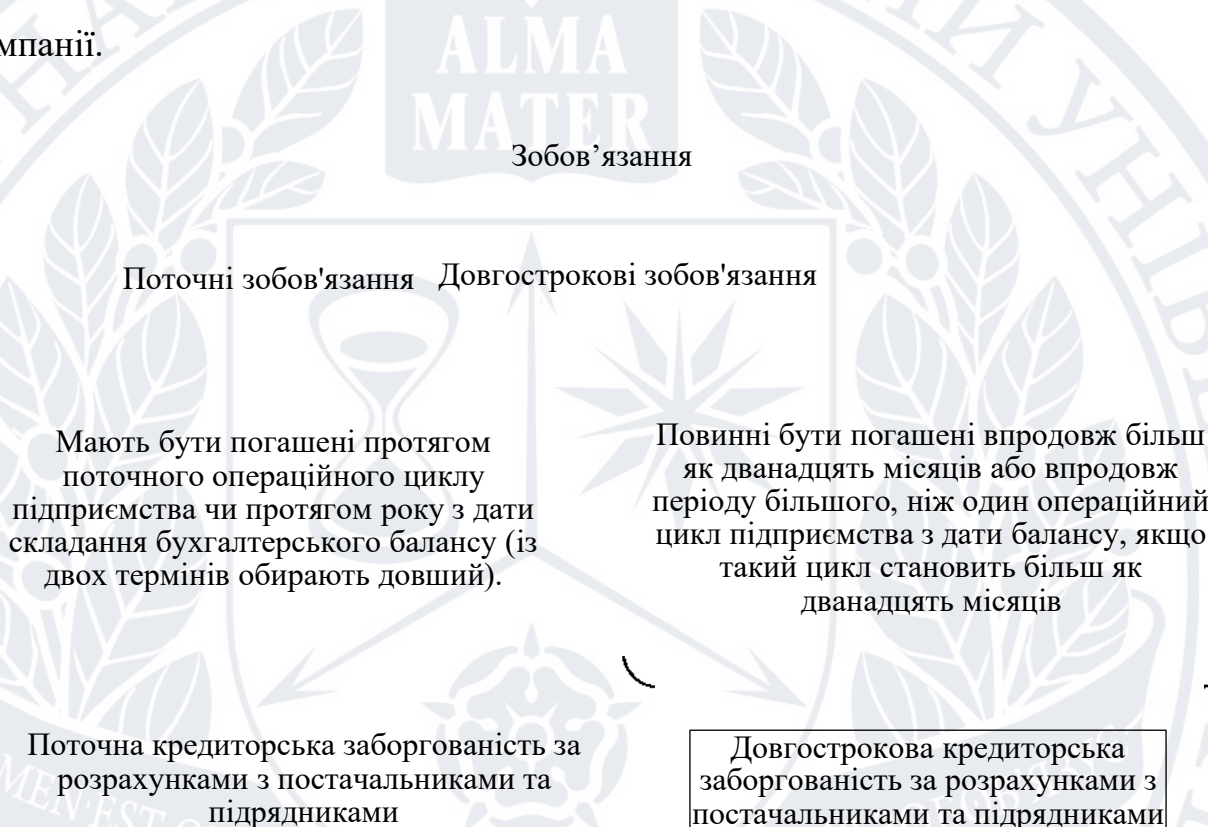 мпанії.
ALMA
MATER
Зобов’язання
Поточні зобов'язання Довгострокові зобов'язання
Мають бути погашені протягом
поточного операційного циклу
підприємства чи протягом року з дати
складання бухгалтерського балансу (із
двох термінів обирають довший).
Повинні бути погашені впродовж більш
як дванадцять місяців або впродовж
періоду більшого, ніж один операційний
цикл підприємства з дати балансу, якщо
такий цикл становить більш як
дванадцять місяців
Поточна кредиторська заборгованість за
розрахунками з постачальниками та
підрядниками
Довгострокова кредиторська
заборгованість за розрахунками з
постачальниками та підрядниками